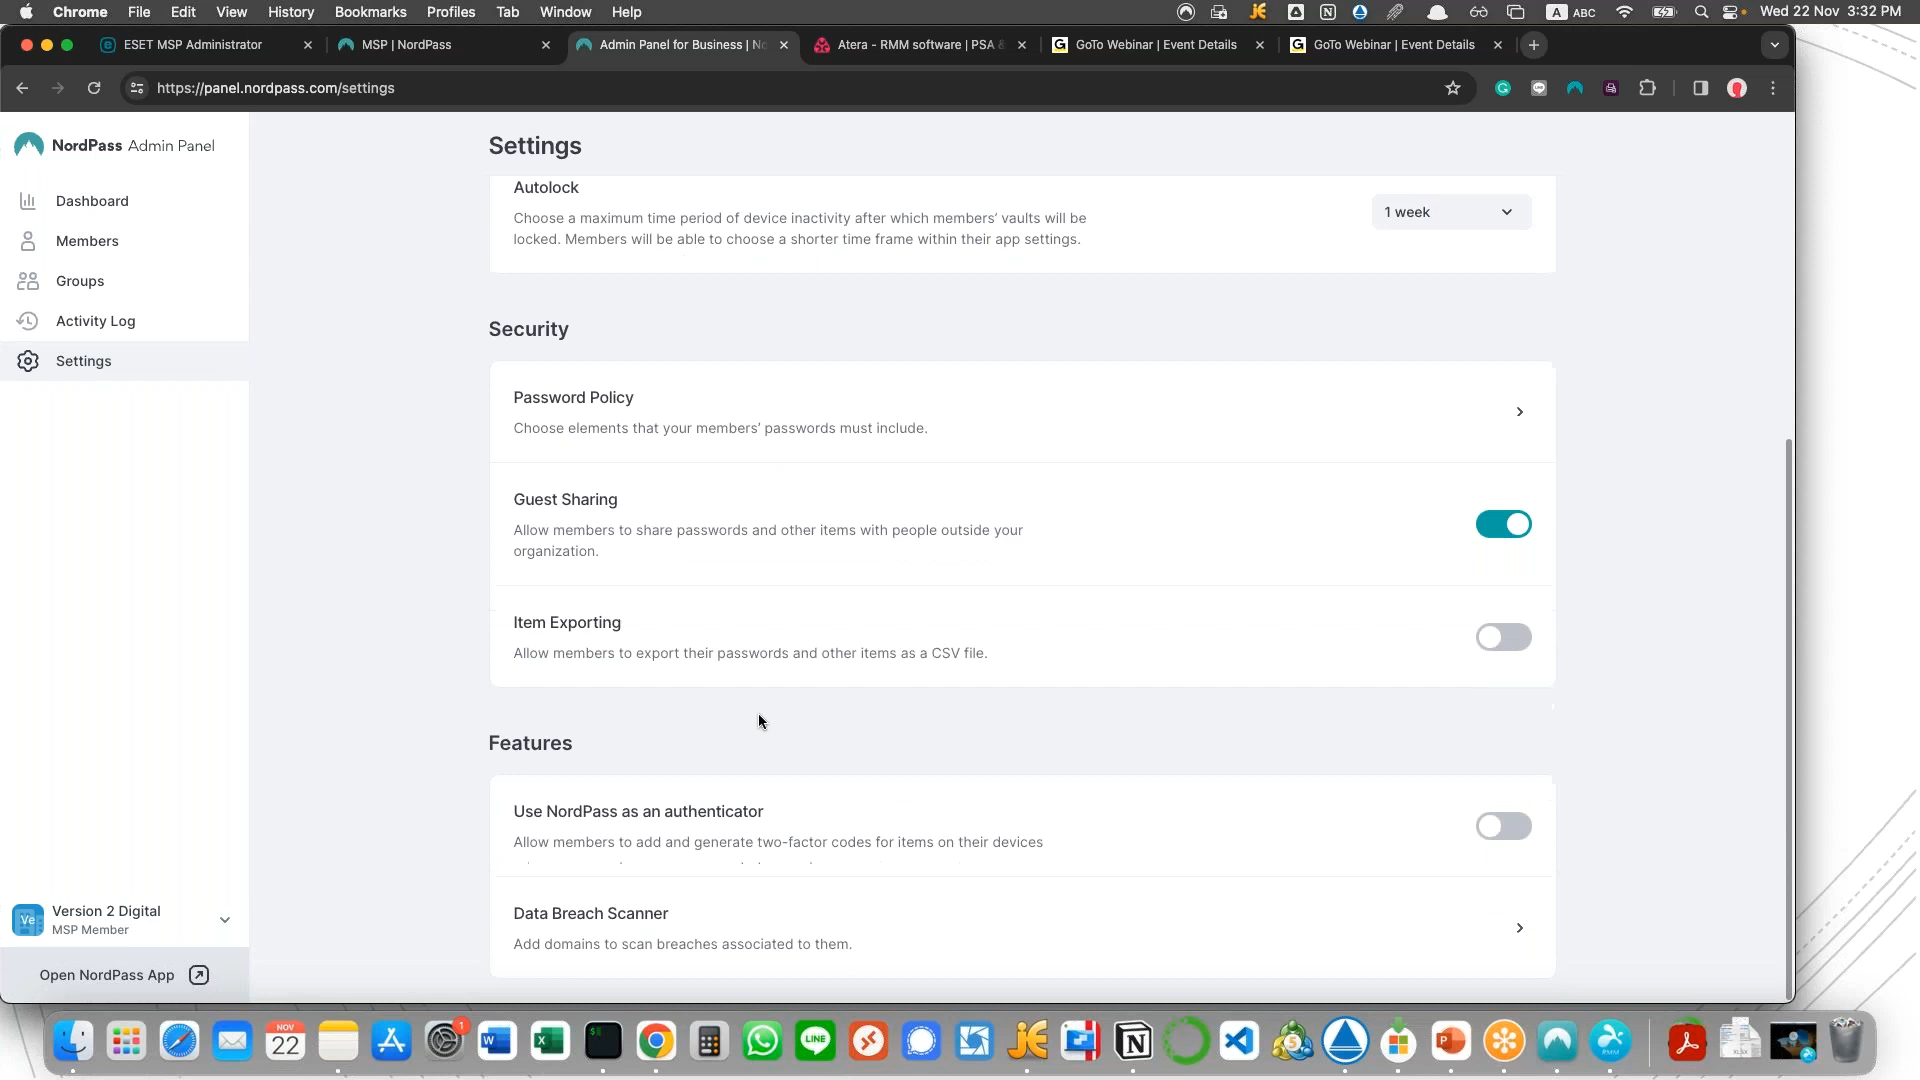 Chrome File Edit View History Bookmarks Profiles Tab Window Help A ABC Wed 22 Nov 3:32 PM
ESET MSP Administrator MSP | NordPass Admin Panel for Business | No Atera - RMM software | PSA & GoTo Webinar | Event Details GoTo Webinar | Event Details
https://panel.nordpass.com/settings
NordPass Admin Panel
Dashboard
Members
Groups
Activity Log
Settings
Ve
Version 2 Digital
MSP Member
Open NordPass App
Settings
Autolock
Choose a maximum time period of device inactivity after which members' vaults will be
locked. Members will be able to choose a shorter time frame within their app settings.
1 week
Security
Password Policy
Choose elements that your members' passwords must include.
Guest Sharing
Allow members to share passwords and other items with people outside your
organization.
Item Exporting
Allow members to export their passwords and other items as a CSV file.
Features
Use NordPass as an authenticator
Allow members to add and generate two-factor codes for items on their devices
Data Breach Scanner
Add domains to scan breaches associated to them.
NOV
22
1
LINE
5
RMM
XLSX